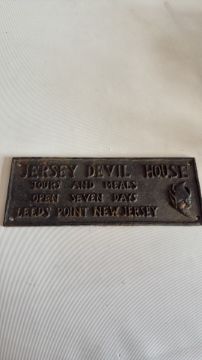 JERSEY DEVIL HOUSE
TOURS AND MEALS
OPEN SEVEN DAYS
LEEDS POINT NEW JERSEY